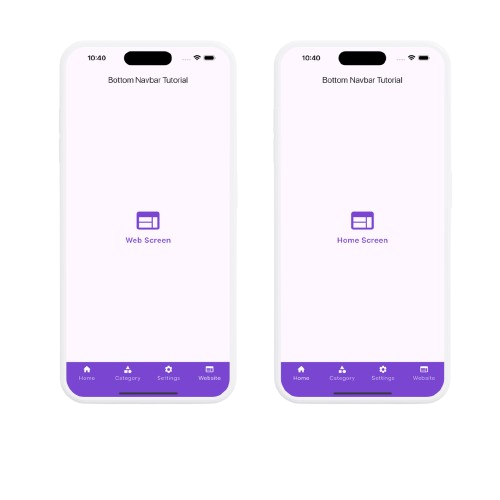 10:40
Bottom Navbar Tutorial
Web Screen
Home Category Settings Website
10:40
Bottom Navbar Tutorial
Home Screen
Home Category Settings Website